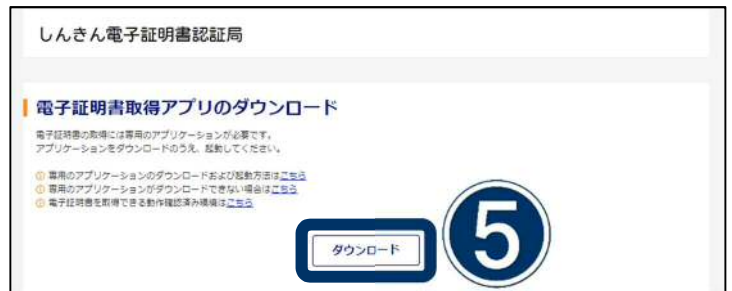 しんきん電子証明書認証局
電子証明書取得アプリのダウンロード
電子証明書の取得には専用のアプリケーションが必要です。
アプリケーションをダウンロードのうえ、起動してください。
① 専用のアプリケーションのダウンロードおよび起動方法はこちら
① 専用のアプリケーションがダウンロードできない場合はこちら
① 電子証明書を取得できる動作確認済み環境はこちら
ダウンロード
5